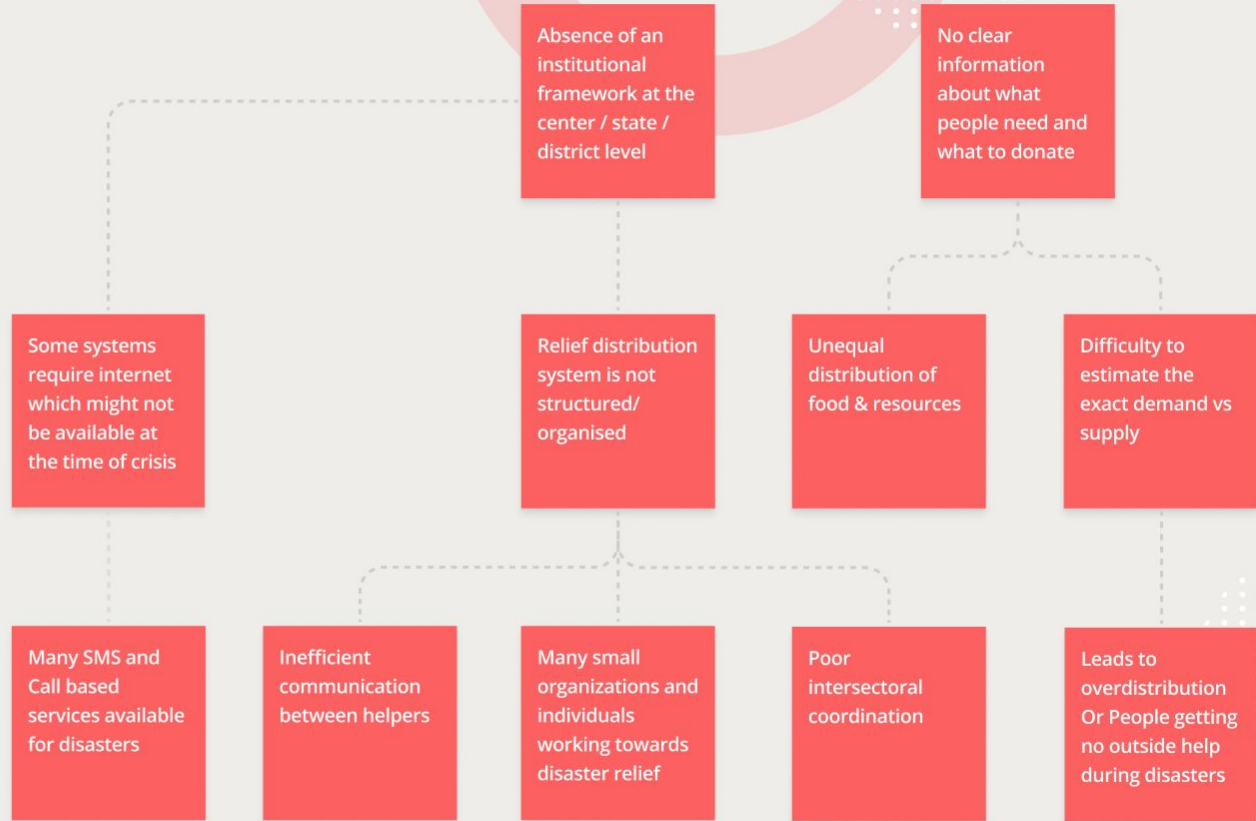 Absence of an
institutional
framework at the
center / state /
district level
No clear
information
about what
people need and
what to donate
Some systems
require internet
which might not
be available at
the time of crisis
Relief distribution
system is not
structured/
organised
Unequal
distribution of
food & resources
Difficulty to
estimate the
exact demand vs
supply
Many SMS and
Call based
services available
for disasters
Inefficient
communication
between helpers
Many small
organizations and
individuals
working towards
disaster relief
Poor
intersectoral
coordination
Leads to
overdistribution
Or People getting
no outside help
during disasters